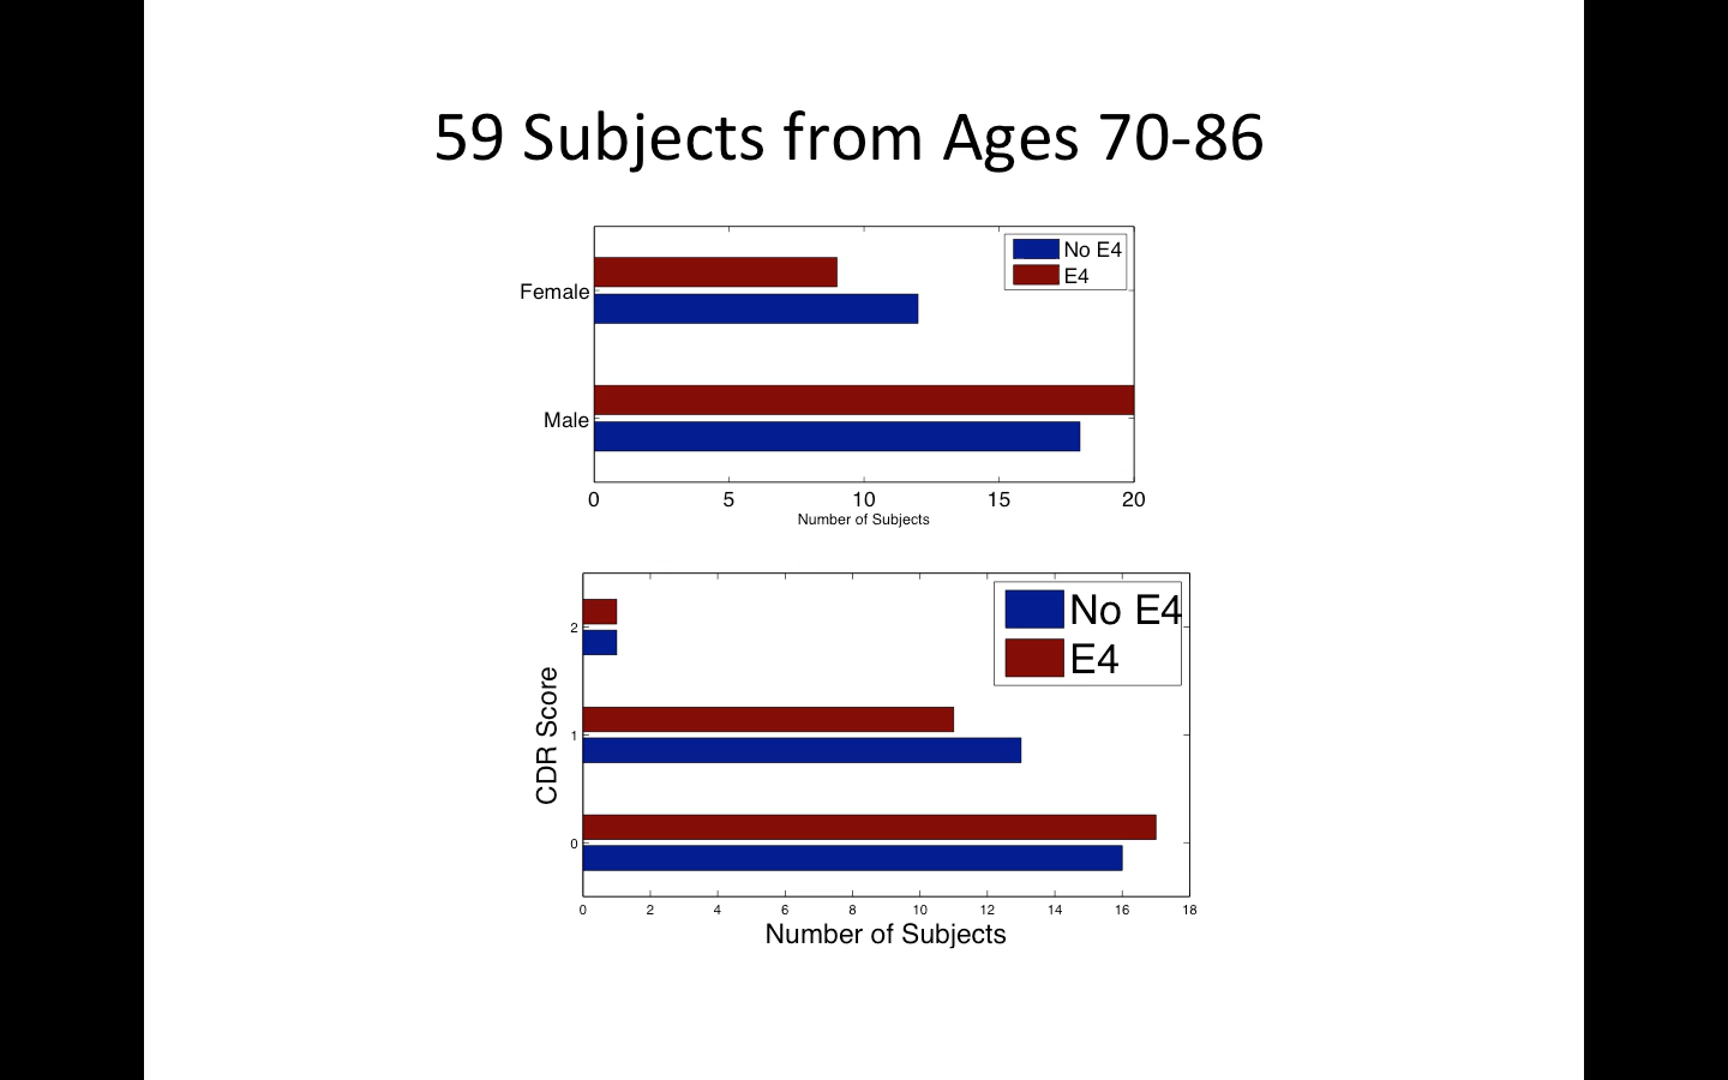 59 Subjects from Ages 70-86
No E4
E4
Female
Male
0 5 10 15 20
Number of Subjects
No E4
E4
2
1
0
CDR Score
0 2 4 6 8 10 12 14 16 18
Number of Subjects